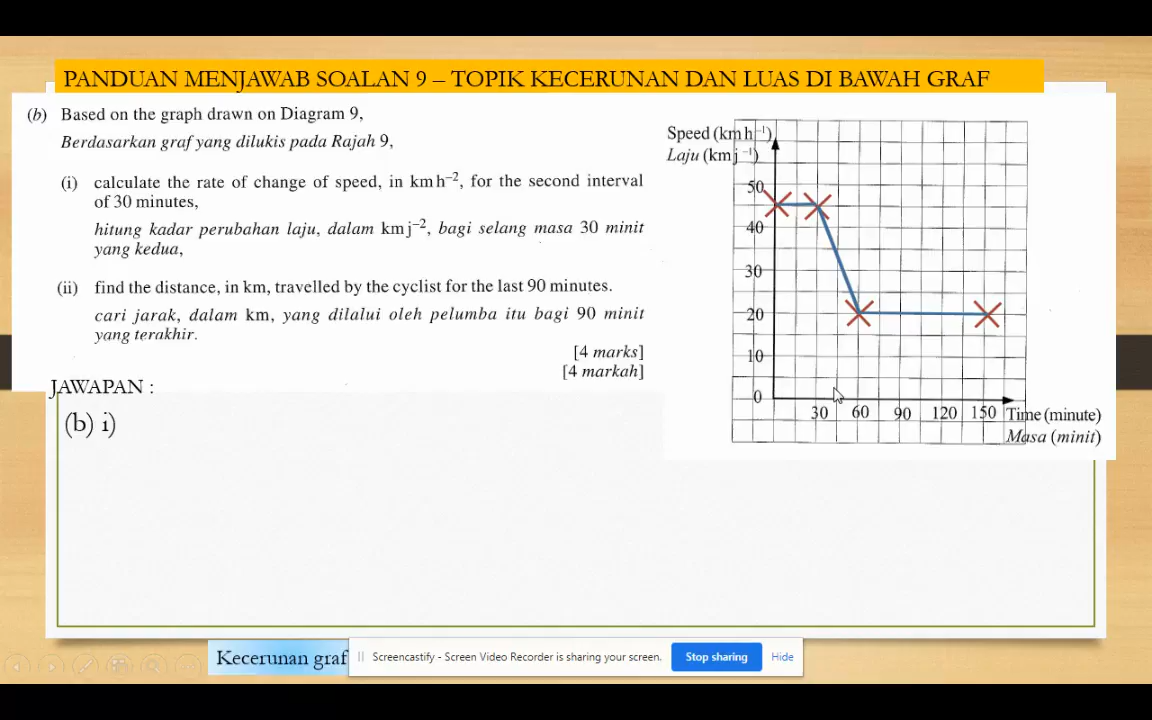 PANDUAN MENJAWAB SOALAN 9 – TOPIK KECERUNAN DAN LUAS DI BAWAH GRAF
(b) Based on the graph drawn on Diagram 9,
Berdasarkan graf yang dilukis pada Rajah 9,
(i) calculate the rate of change of speed, in km h⁻², for the second interval
of 30 minutes,
hitung kadar perubahan laju, dalam km j⁻², bagi selang masa 30 minit
yang kedua,
(ii) find the distance, in km, travelled by the cyclist for the last 90 minutes.
cari jarak, dalam km, yang dilalui oleh pelumba itu bagi 90 minit
yang terakhir.
[4 marks]
[4 markah]
JAWAPAN :
(b) i)
Speed (km h⁻¹)
Laju (km j⁻¹)
50
40
30
20
10
0
30 60 90 120 150 Time (minute)
Masa (minit)
Kecerunan graf
Screencastify - Screen Video Recorder is sharing your screen. Stop sharing Hide